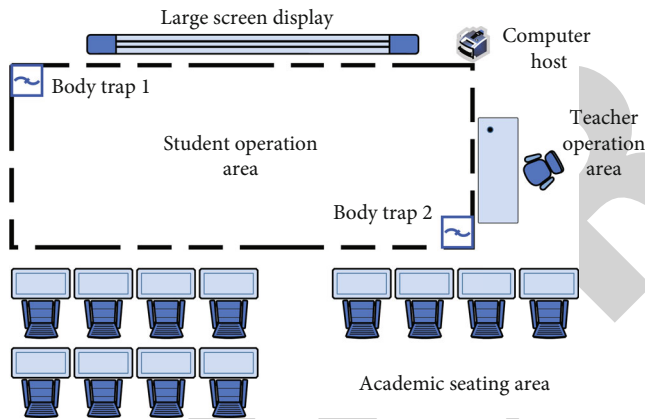 Large screen display
Computer
host
Body trap 1
Teacher
operation
area
Student operation
area
Body trap 2
Academic seating area